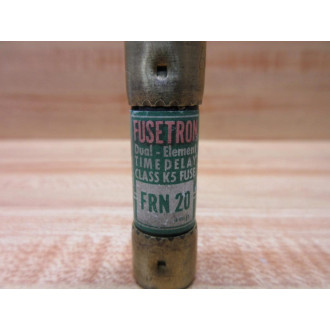 FUSETRON
Dual - Element
TIME DELAY
CLASS K5 FUSE
FRN 20